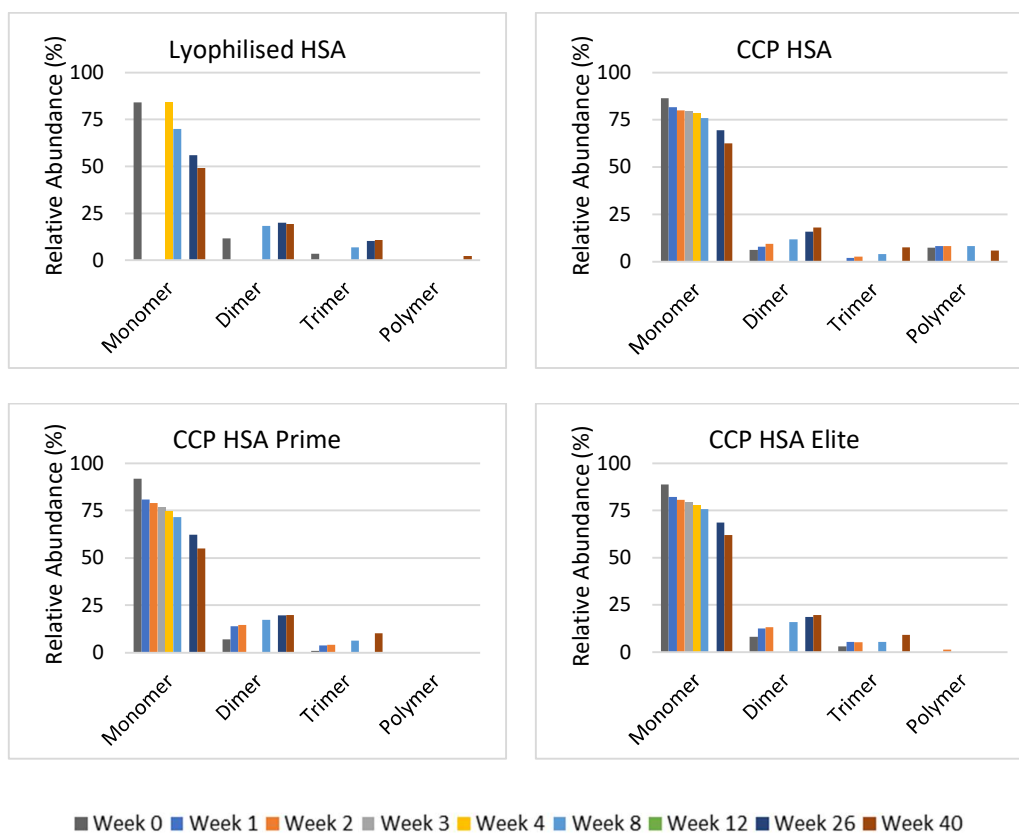 Lyophilised HSA
Relative Abundance (%)
100
75
50
25
0
Monomer
Dimer
Trimer
Polymer
CCP HSA
Relative Abundance (%)
100
75
50
25
0
Monomer
Dimer
Trimer
Polymer
CCP HSA Prime
Relative Abundance (%)
100
75
50
25
0
Monomer
Dimer
Trimer
Polymer
CCP HSA Elite
Relative Abundance (%)
100
75
50
25
0
Monomer
Dimer
Trimer
Polymer
Week 0 Week 1 Week 2 Week 3 Week 4 Week 8 Week 12 Week 26 Week 40